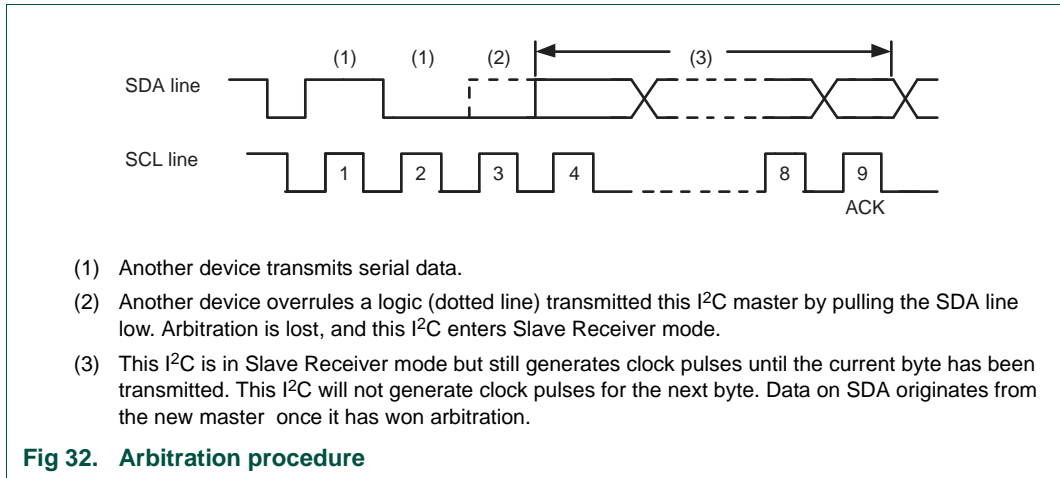 (1) (1) (2) (3)
SDA line
SCL line
1 2 3 4 8 9
ACK
(1) Another device transmits serial data.
(2) Another device overrules a logic (dotted line) transmitted this I2C master by pulling the SDA line
low. Arbitration is lost, and this I2C enters Slave Receiver mode.
(3) This I2C is in Slave Receiver mode but still generates clock pulses until the current byte has been
transmitted. This I2C will not generate clock pulses for the next byte. Data on SDA originates from
the new master once it has won arbitration.
Fig 32. Arbitration procedure